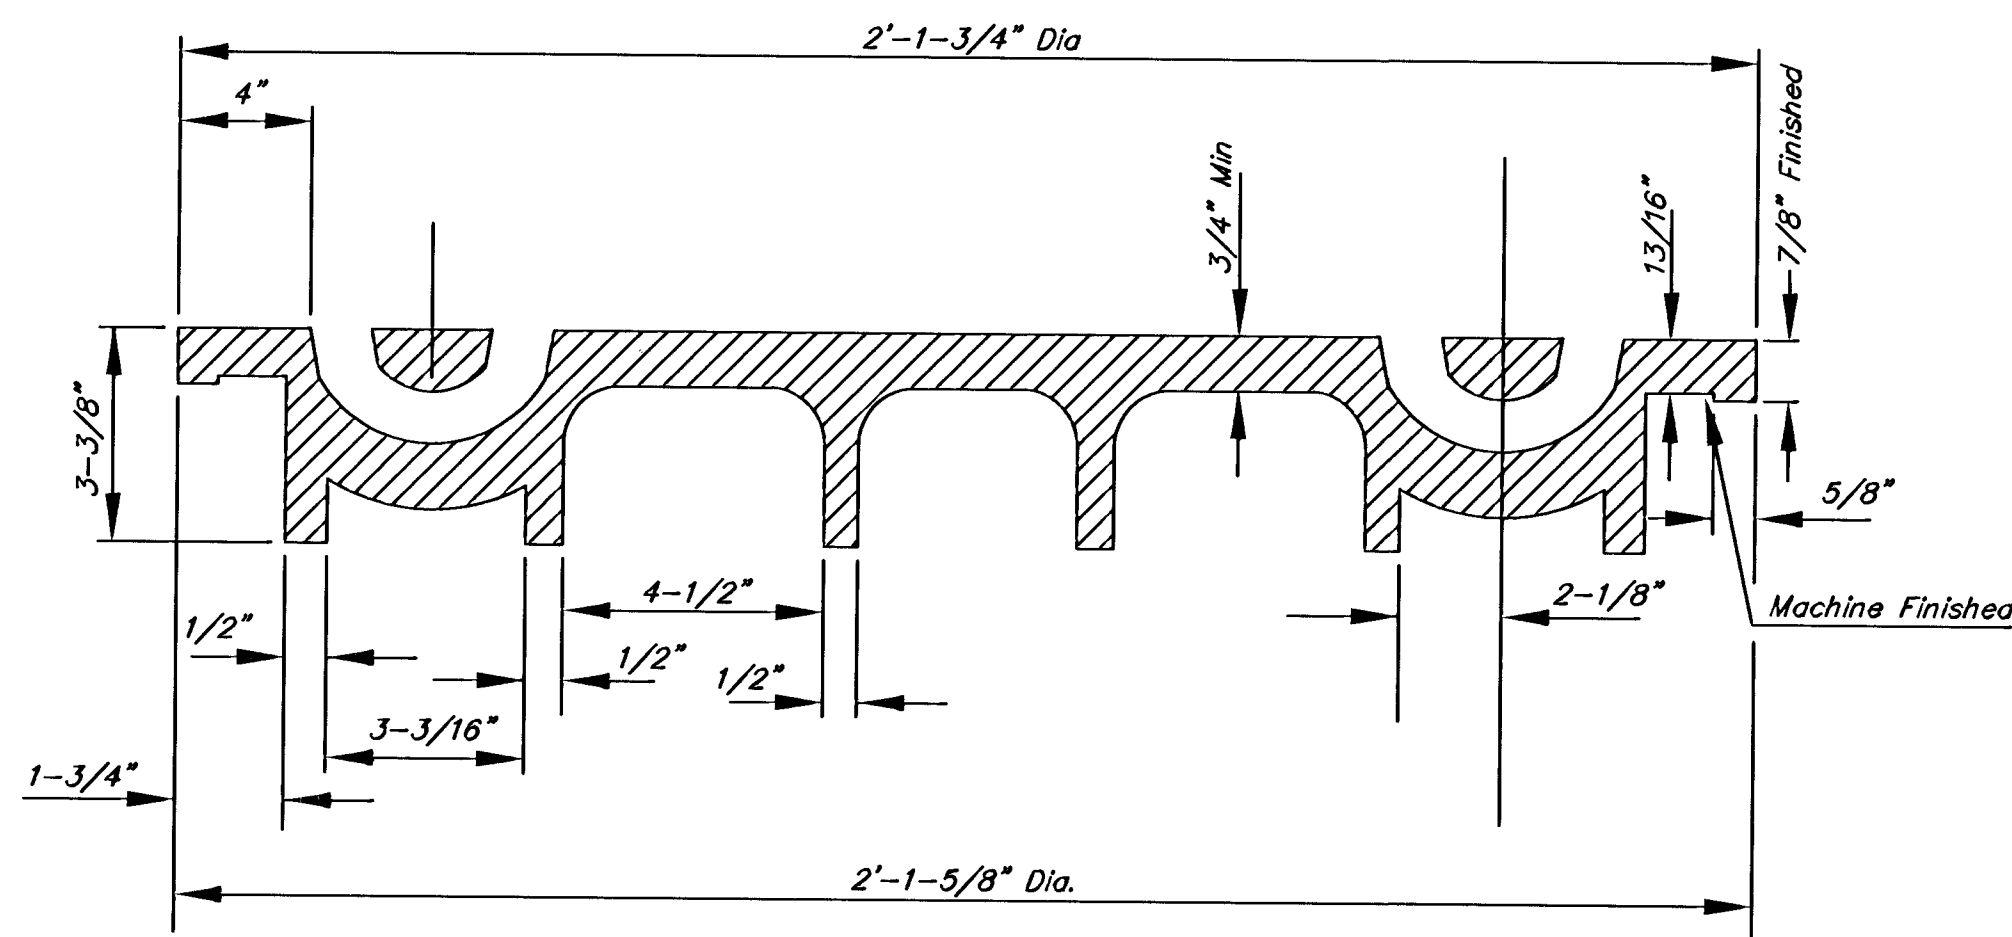 2'-1-3/4" Dia
4"
7/8" Finished
3/4" Min
13/16"
3-3/8"
5/8"
4-1/2"
2-1/8"
Machine Finished
1/2"
1/2"
1/2"
3-3/16"
1-3/4"
2'-1-5/8" Dia.